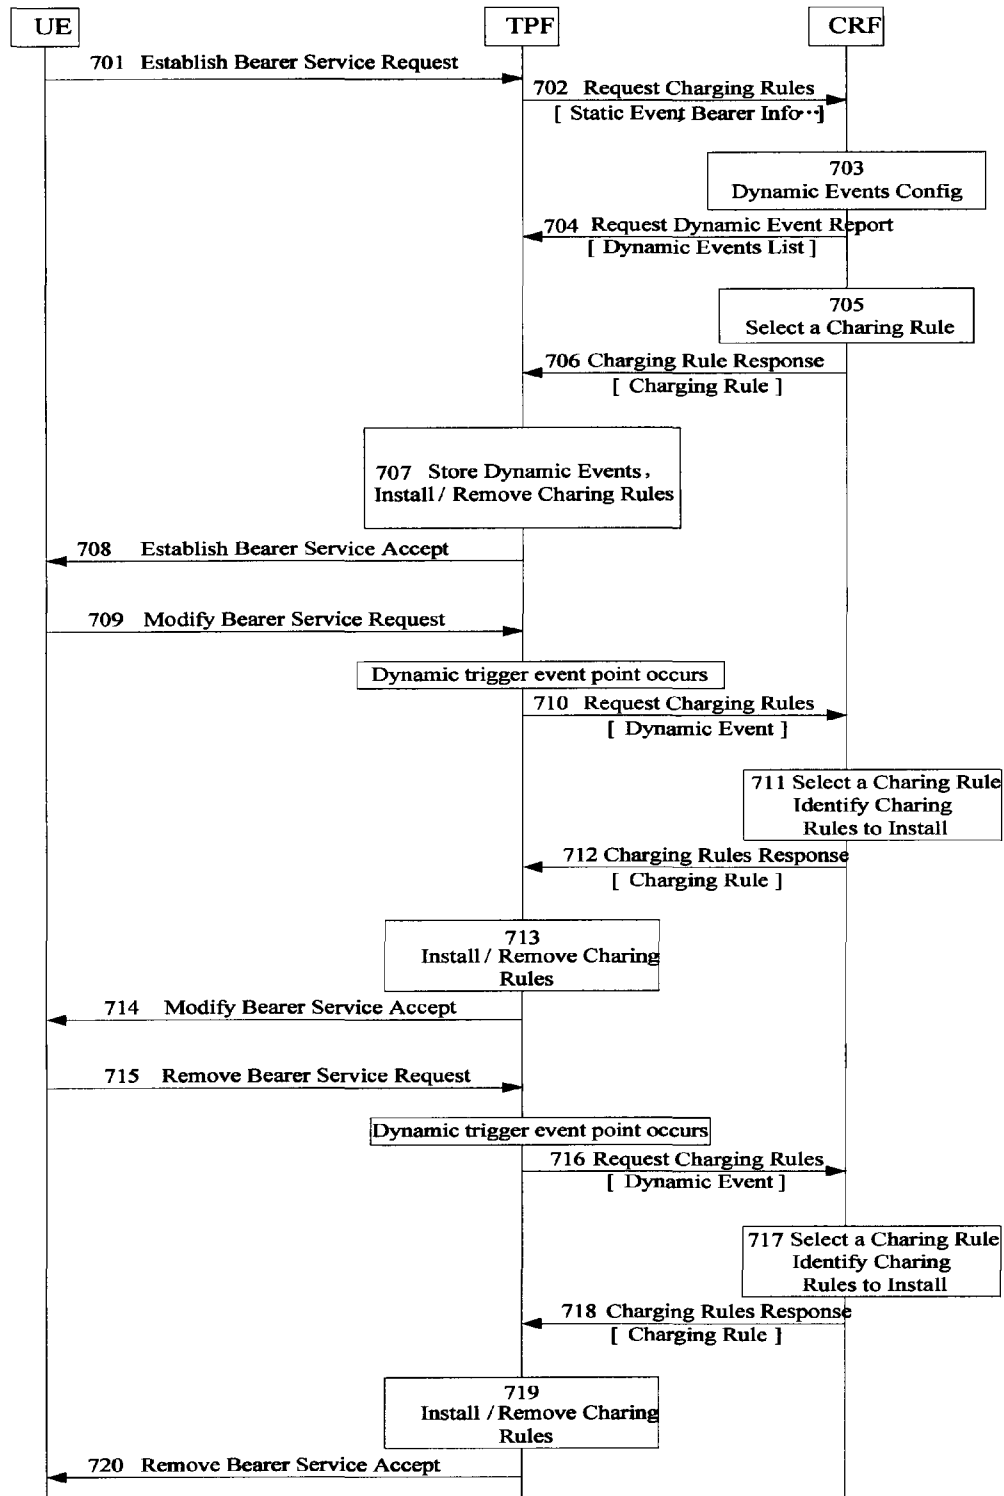 UE TPF CRF
701 Establish Bearer Service Request
702 Request Charging Rules
[ Static Event, Bearer Info… ]
703
Dynamic Events Config
704 Request Dynamic Event Report
[ Dynamic Events List ]
705
Select a Charing Rule
706 Charging Rule Response
[ Charging Rule ]
707 Store Dynamic Events,
Install / Remove Charing Rules
708 Establish Bearer Service Accept
709 Modify Bearer Service Request
Dynamic trigger event point occurs
710 Request Charging Rules
[ Dynamic Event ]
711 Select a Charing Rule
Identify Charing
Rules to Install
712 Charging Rules Response
[ Charging Rule ]
713
Install / Remove Charing
Rules
714 Modify Bearer Service Accept
715 Remove Bearer Service Request
Dynamic trigger event point occurs
716 Request Charging Rules
[ Dynamic Event ]
717 Select a Charing Rule
Identify Charing
Rules to Install
718 Charging Rules Response
[ Charging Rule ]
719
Install / Remove Charing
Rules
720 Remove Bearer Service Accept